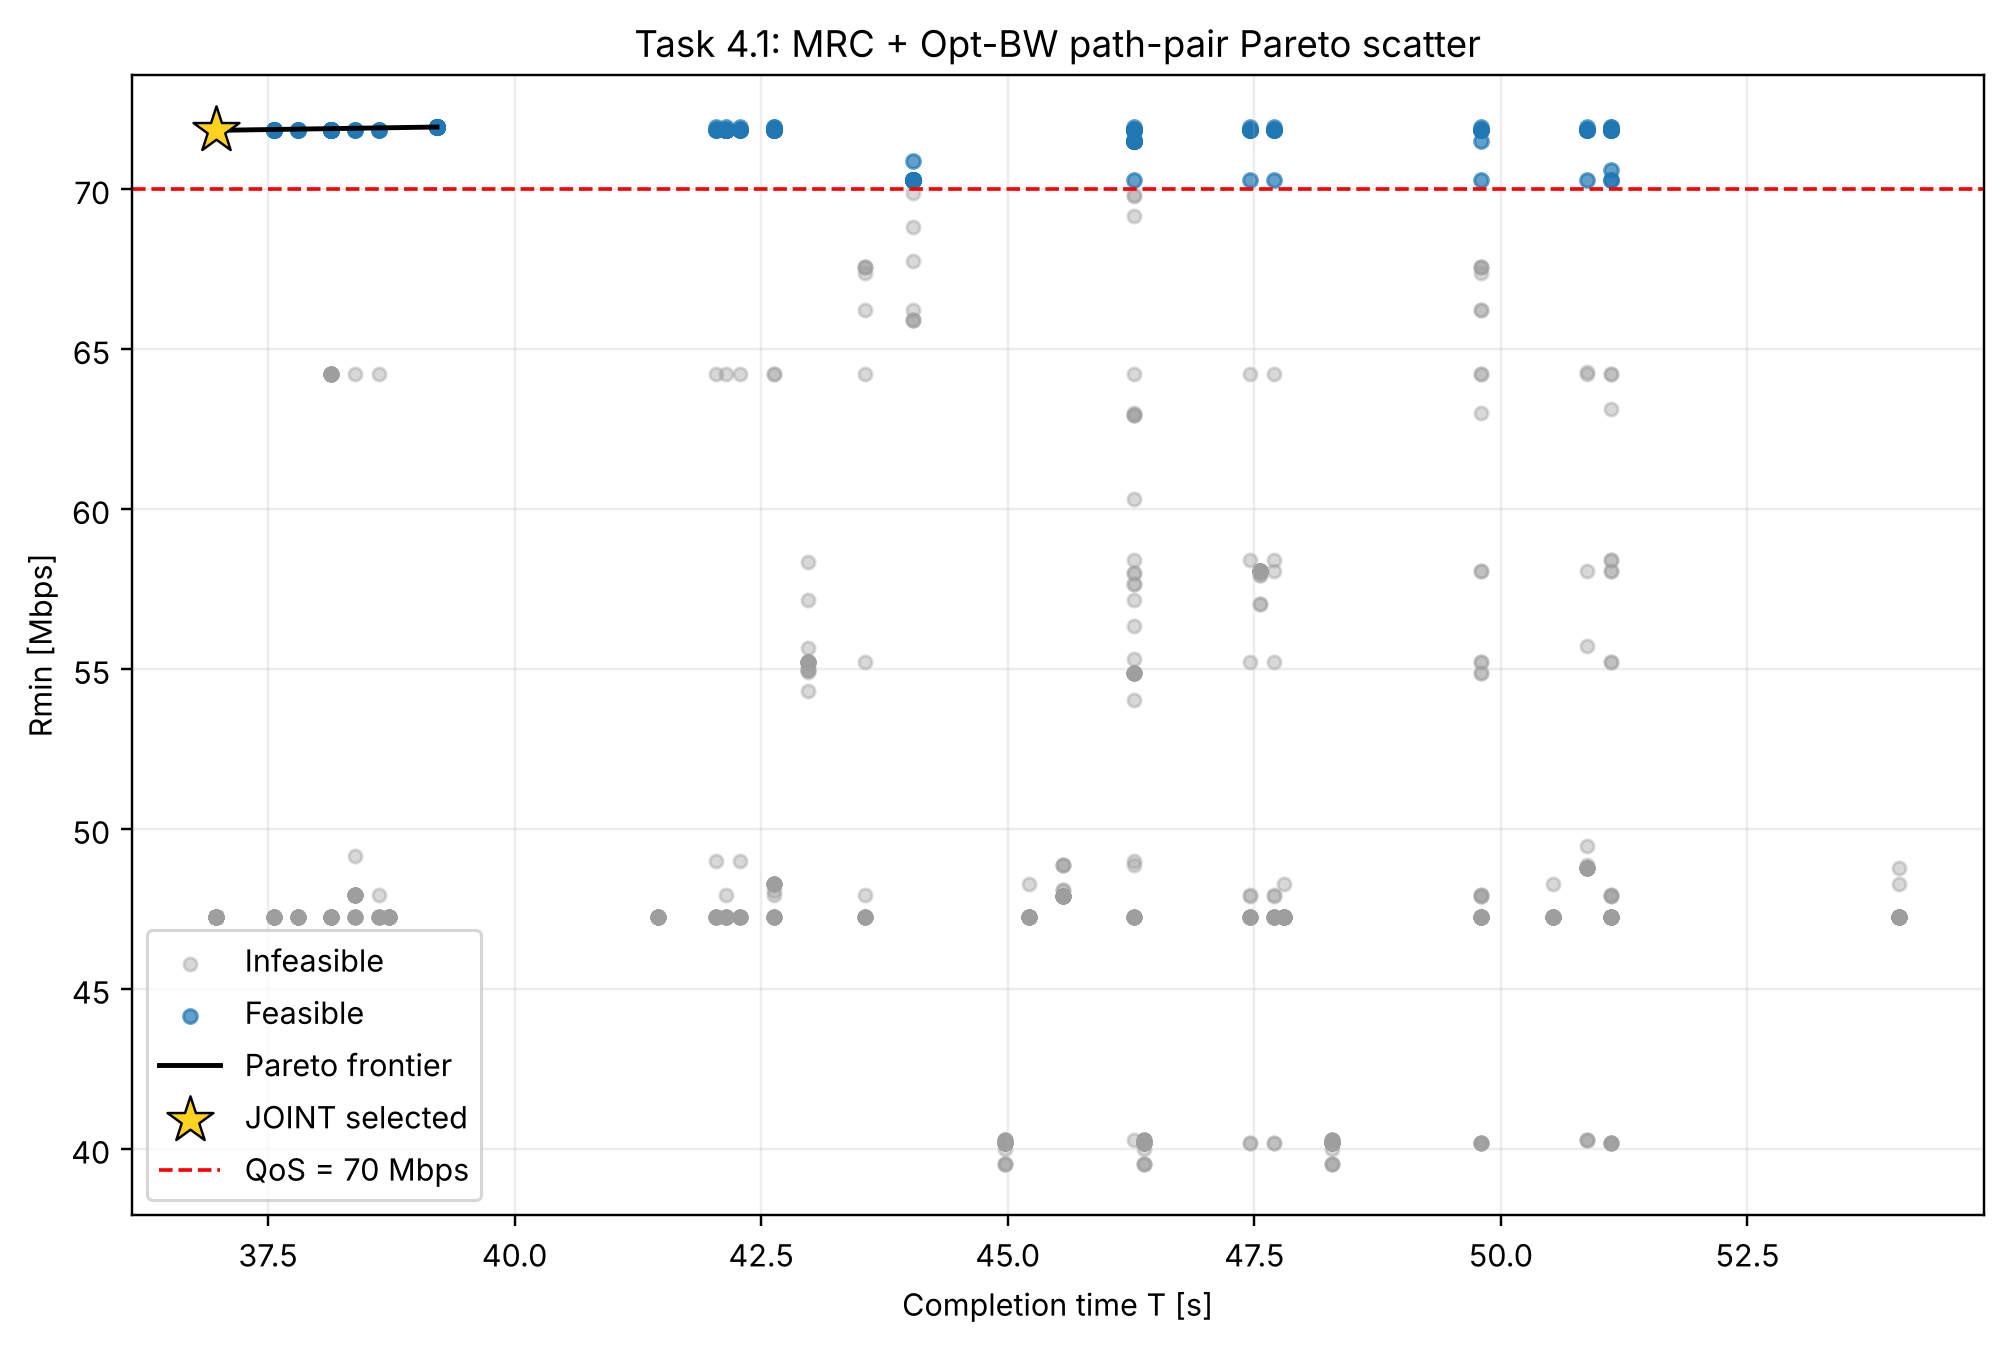 Task 4.1: MRC + Opt-BW path-pair Pareto scatter
Rmin [Mbps]
70
65
60
55
50
45
40
Infeasible
Feasible
Pareto frontier
JOINT selected
QoS = 70 Mbps
37.5
40.0
42.5
45.0
47.5
50.0
52.5
Completion time T [s]